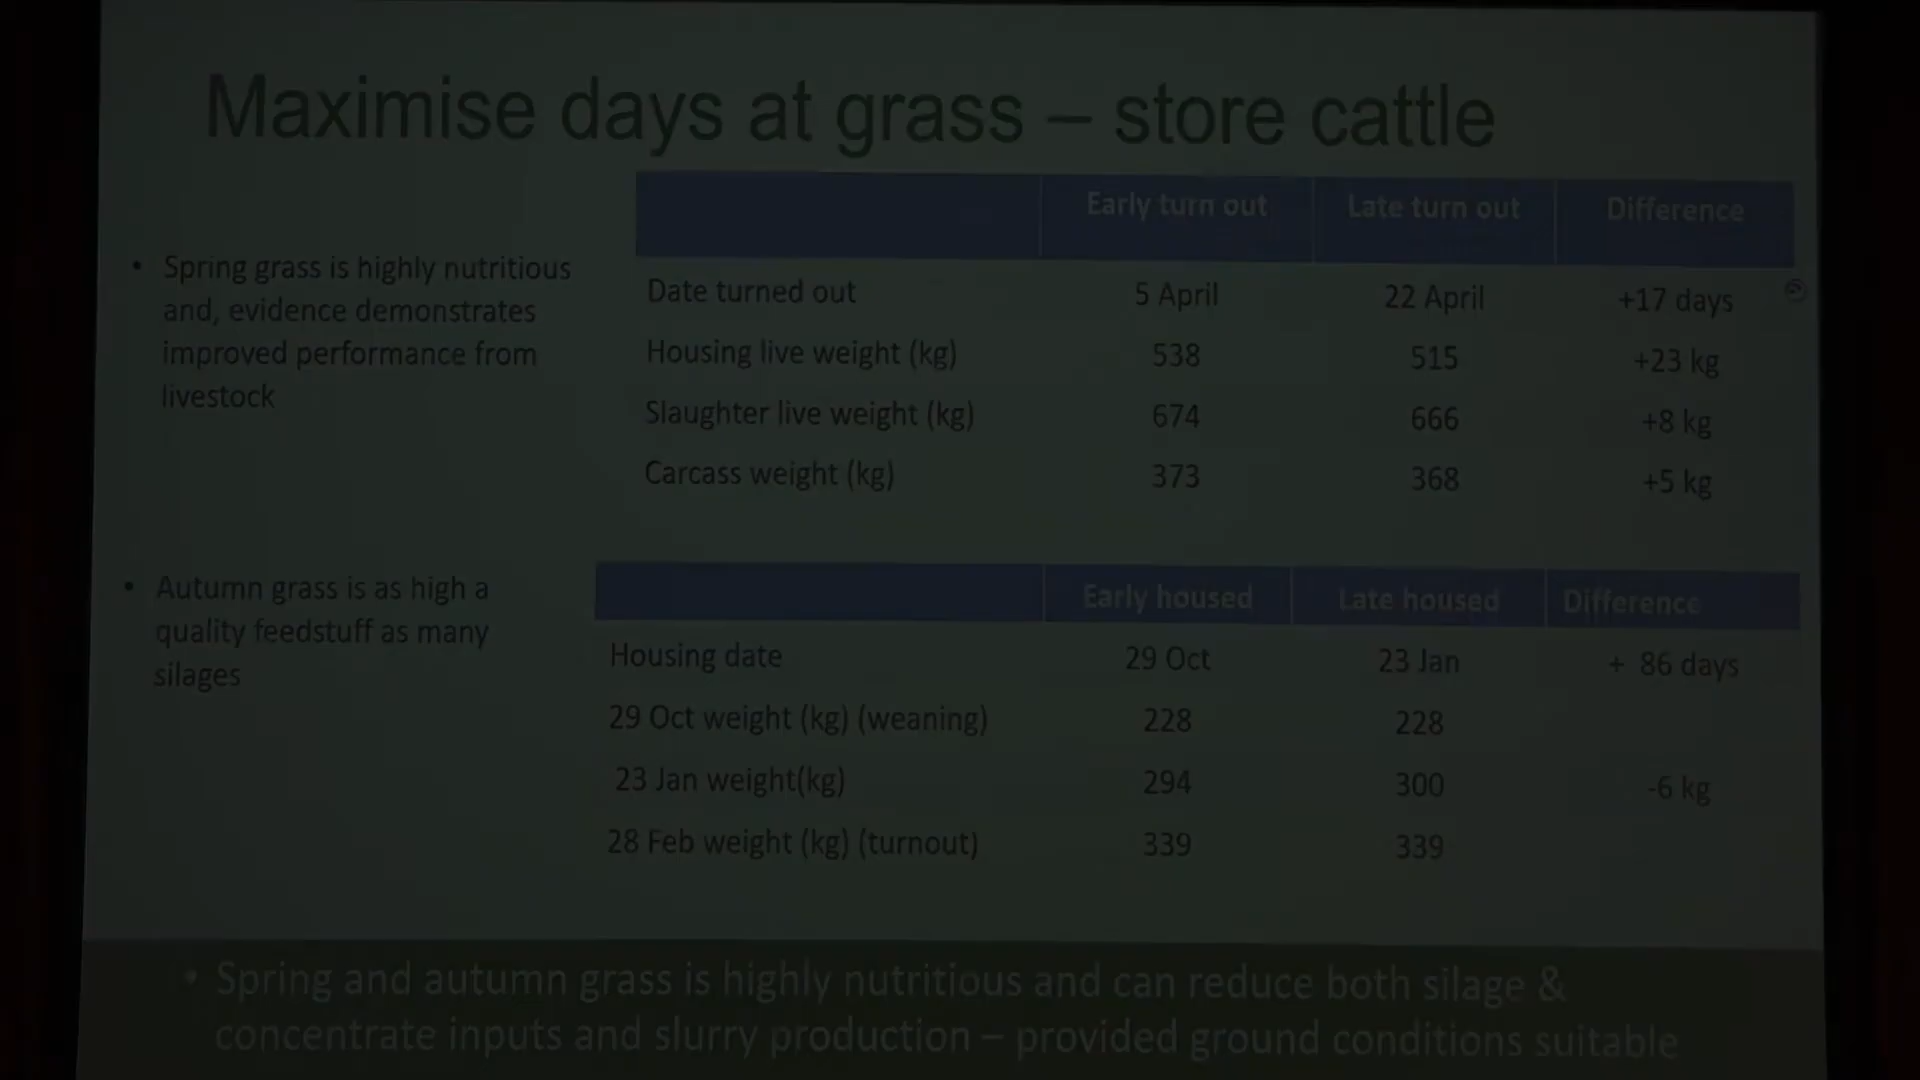 Maximise days at grass – store cattle
• Spring grass is highly nutritious
and, evidence demonstrates
improved performance from
livestock
Early turn out Late turn out Difference
Date turned out 5 April 22 April +17 days
Housing live weight (kg) 538 515 +23 kg
Slaughter live weight (kg) 674 666 +8 kg
Carcass weight (kg) 373 368 +5 kg
• Autumn grass is as high a
quality feedstuff as many
silages
Early housed Late housed Difference
Housing date 29 Oct 23 Jan + 86 days
29 Oct weight (kg) (weaning) 228 228
23 Jan weight(kg) 294 300 -6 kg
28 Feb weight (kg) (turnout) 339 339
• Spring and autumn grass is highly nutritious and can reduce both silage &
concentrate inputs and slurry production – provided ground conditions suitable